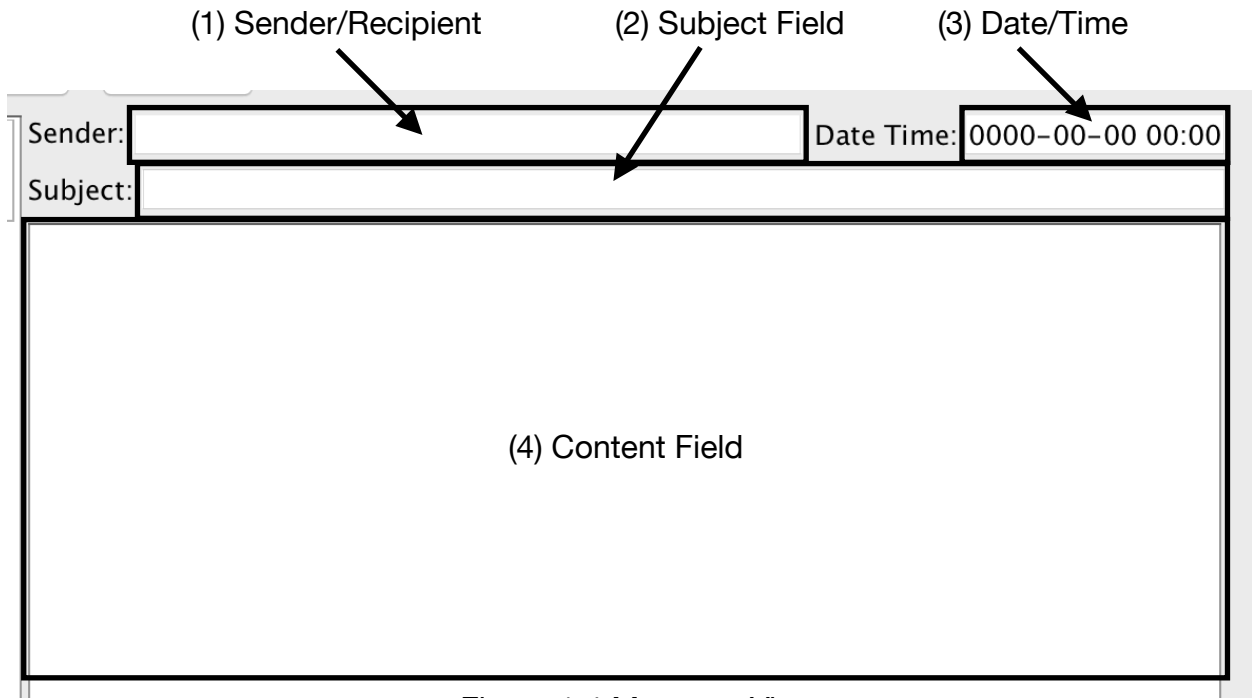 (1) Sender/Recipient (2) Subject Field (3) Date/Time
Sender: Date Time: 0000-00-00 00:00
Subject:
(4) Content Field